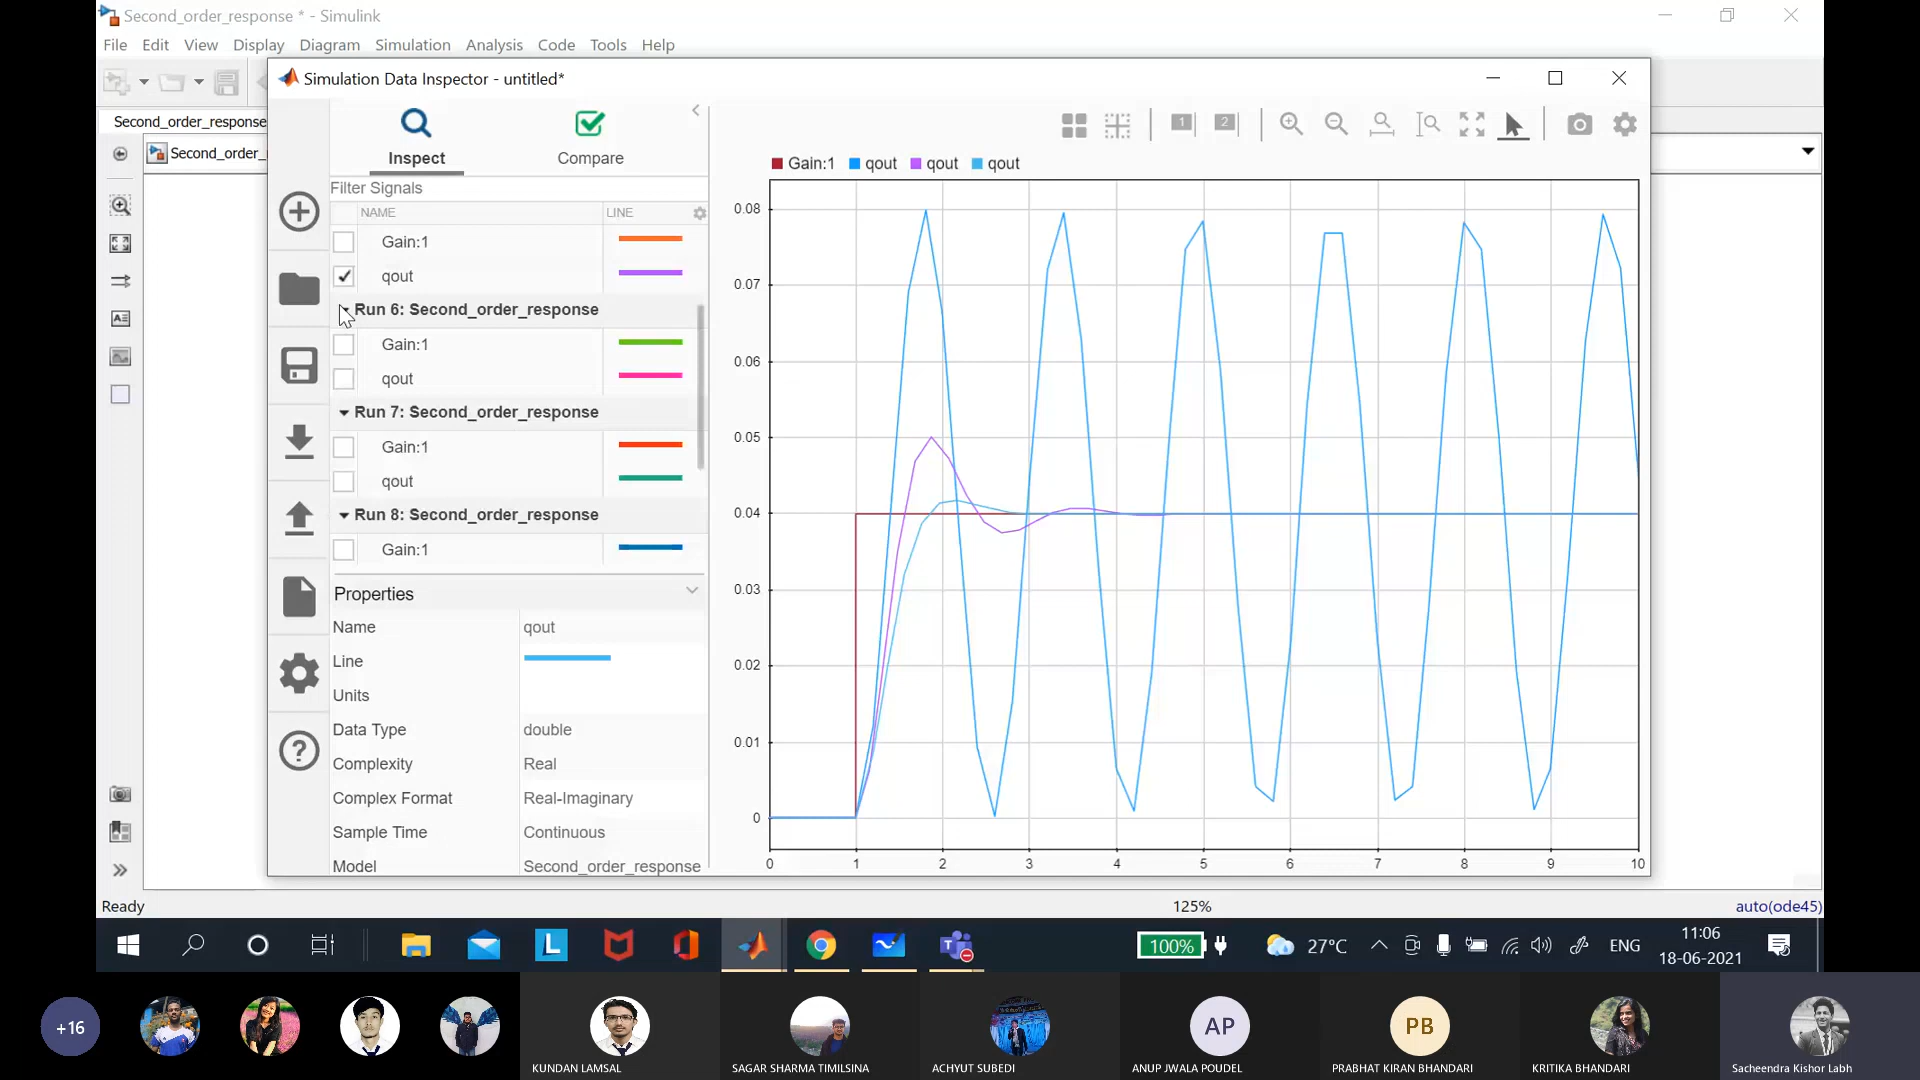 Second_order_response * - Simulink
File Edit View Display Diagram Simulation Analysis Code Tools Help
Simulation Data Inspector - untitled*
Second_order_response
Second_order_
Inspect
Compare
1
2
Filter Signals
NAME LINE
Gain:1
qout
Run 6: Second_order_response
Gain:1
qout
Run 7: Second_order_response
Gain:1
qout
Run 8: Second_order_response
Gain:1
Properties
Name qout
Line
Units
Data Type double
Complexity Real
Complex Format Real-Imaginary
Sample Time Continuous
Model Second_order_response
Gain:1 qout qout qout
0.08
0.07
0.06
0.05
0.04
0.03
0.02
0.01
0
0 1 2 3 4 5 6 7 8 9 10
Ready 125% auto(ode45)
L
T
100%
27°C
ENG
11:06
18-06-2021
+16
AP
PB
KUNDAN LAMSAL
SAGAR SHARMA TIMILSINA
ACHYUT SUBEDI
ANUP JWALA POUDEL
PRABHAT KIRAN BHANDARI
KRITIKA BHANDARI
Sacheendra Kishor Labh